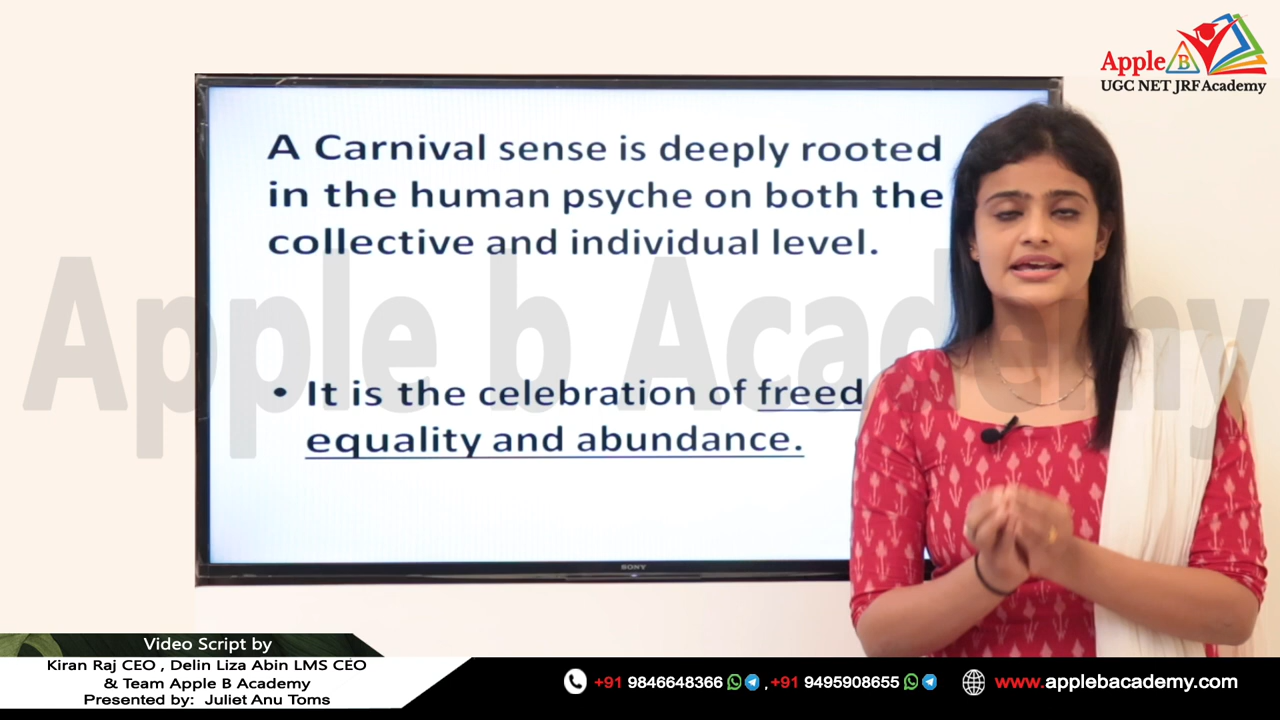 Apple B
UGC NET JRF Academy
A Carnival sense is deeply rooted
in the human psyche on both the
collective and individual level.
Apple b Academy
• It is the celebration of freed
equality and abundance.
SONY
Video Script by
Kiran Raj CEO , Delin Liza Abin LMS CEO
& Team Apple B Academy
Presented by: Juliet Anu Toms
+91 9846648366 , +91 9495908655 www.applebacademy.com